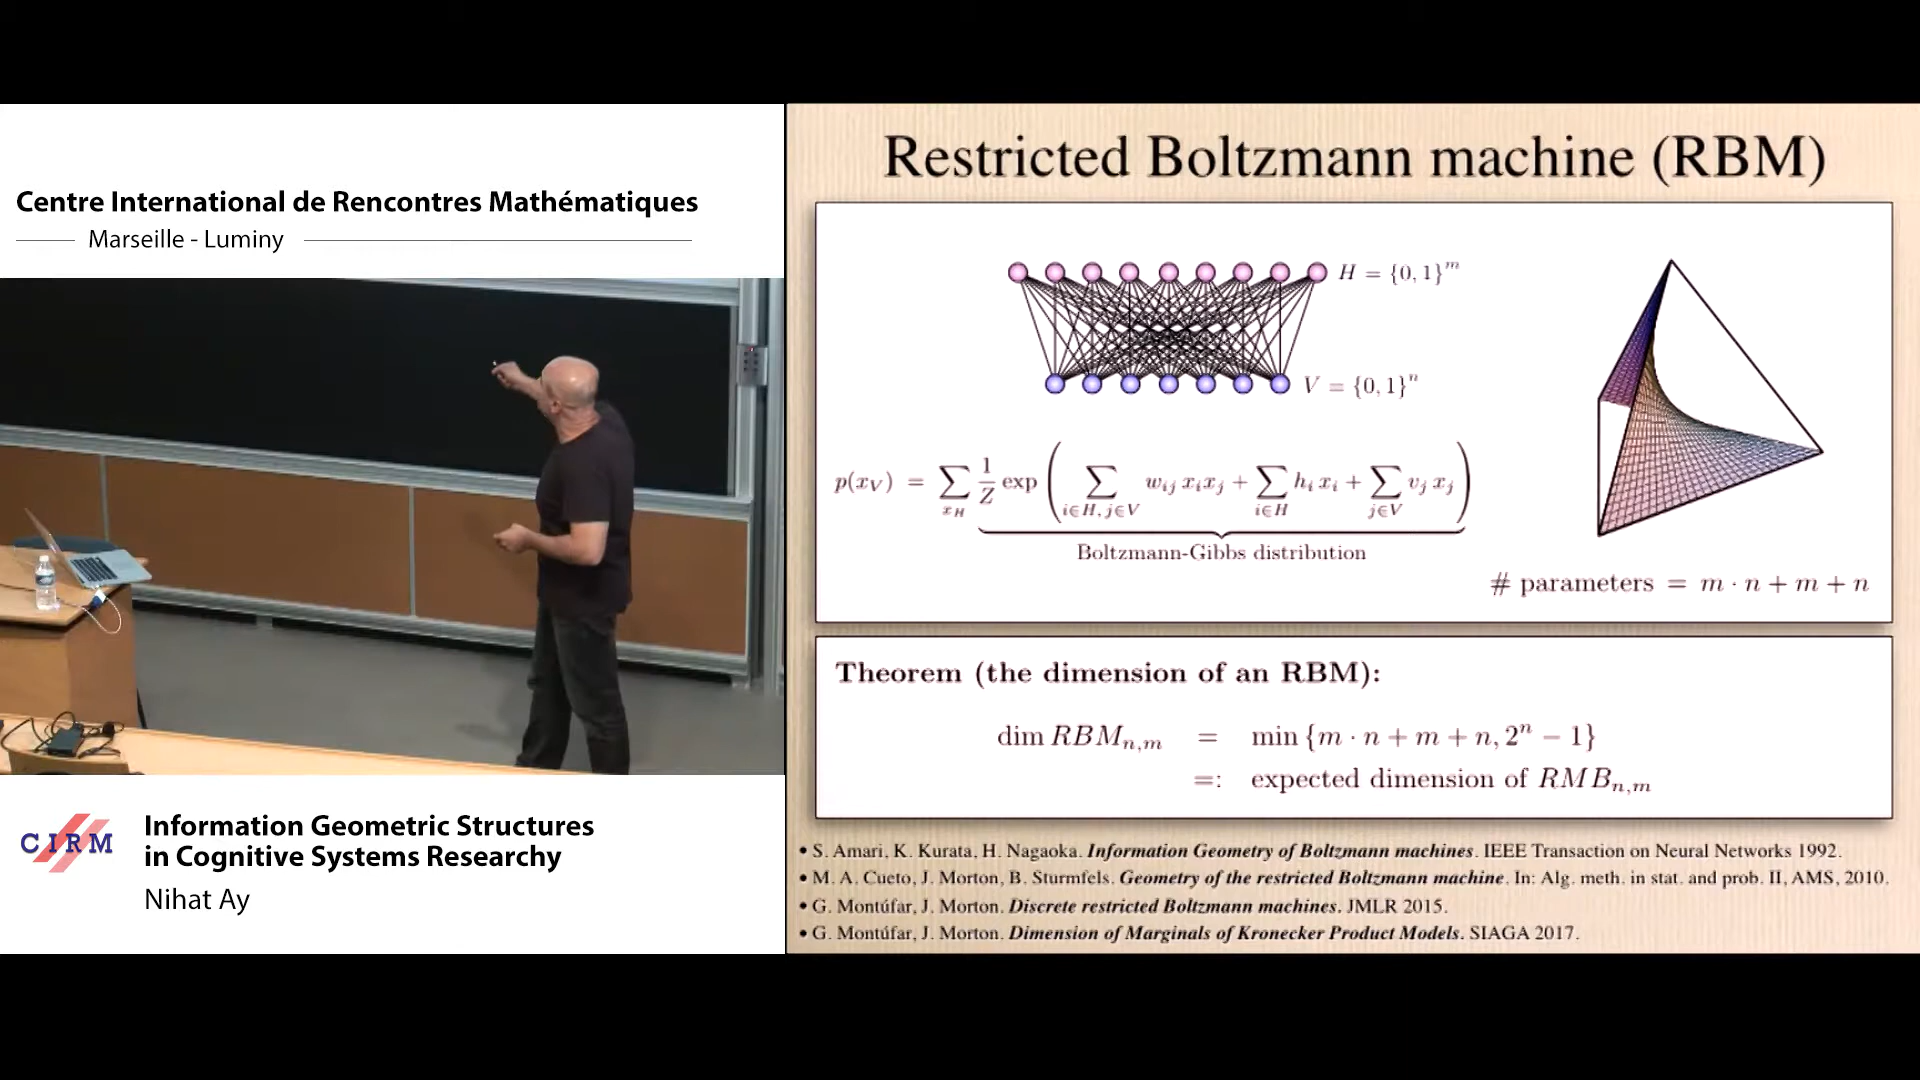 Centre International de Rencontres Mathématiques
Marseille - Luminy
CIRM
Information Geometric Structures
in Cognitive Systems Researchy
Nihat Ay
Restricted Boltzmann machine (RBM)
H = {0, 1}^m
V = {0, 1}^n
p(x_V) = ∑_{x_H} 1/Z exp ( ∑_{i∈H, j∈V} w_{ij} x_i x_j + ∑_{i∈H} h_i x_i + ∑_{j∈V} v_j x_j )
Boltzmann-Gibbs distribution
# parameters = m · n + m + n
Theorem (the dimension of an RBM):
dim RBM_{n,m} = min {m · n + m + n, 2^n − 1}
=: expected dimension of RMB_{n,m}
• S. Amari, K. Kurata, H. Nagaoka. Information Geometry of Boltzmann machines. IEEE Transaction on Neural Networks 1992.
• M. A. Cueto, J. Morton, B. Sturmfels. Geometry of the restricted Boltzmann machine. In: Alg. meth. in stat. and prob. II, AMS, 2010.
• G. Montúfar, J. Morton. Discrete restricted Boltzmann machines. JMLR 2015.
• G. Montúfar, J. Morton. Dimension of Marginals of Kronecker Product Models. SIAGA 2017.